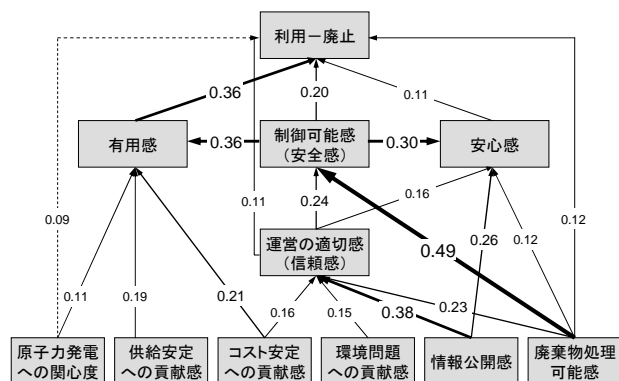 利用－廃止
0.36
0.20
0.11
有用感
0.36
制御可能感
（安全感）
0.30
安心感
0.09
0.11
0.24
0.16
0.12
運営の適切感
（信頼感）
0.49
0.26
0.12
0.11
0.19
0.21
0.16
0.15
0.38
0.23
原子力発電
への関心度
供給安定
への貢献感
コスト安定
への貢献感
環境問題
への貢献感
情報公開感
廃棄物処理
可能感